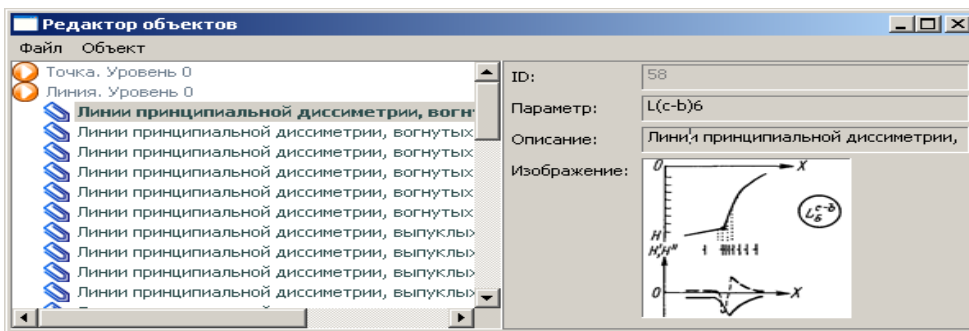 Редактор объектов
Файл Объект
Точка. Уровень 0
Линия. Уровень 0
Линии принципиальной диссиметрии, вогн
Линии принципиальной диссиметрии, вогнутых
Линии принципиальной диссиметрии, вогнутых
Линии принципиальной диссиметрии, вогнутых
Линии принципиальной диссиметрии, вогнутых
Линии принципиальной диссиметрии, вогнутых
Линии принципиальной диссиметрии, выпуклых
Линии принципиальной диссиметрии, выпуклых
Линии принципиальной диссиметрии, выпуклых
Линии принципиальной диссиметрии, выпуклых
ID: 58
Параметр: L(c-b)6
Описание: Линии принципиальной диссиметрии,
Изображение:
0 X
H
H', H"
0 X